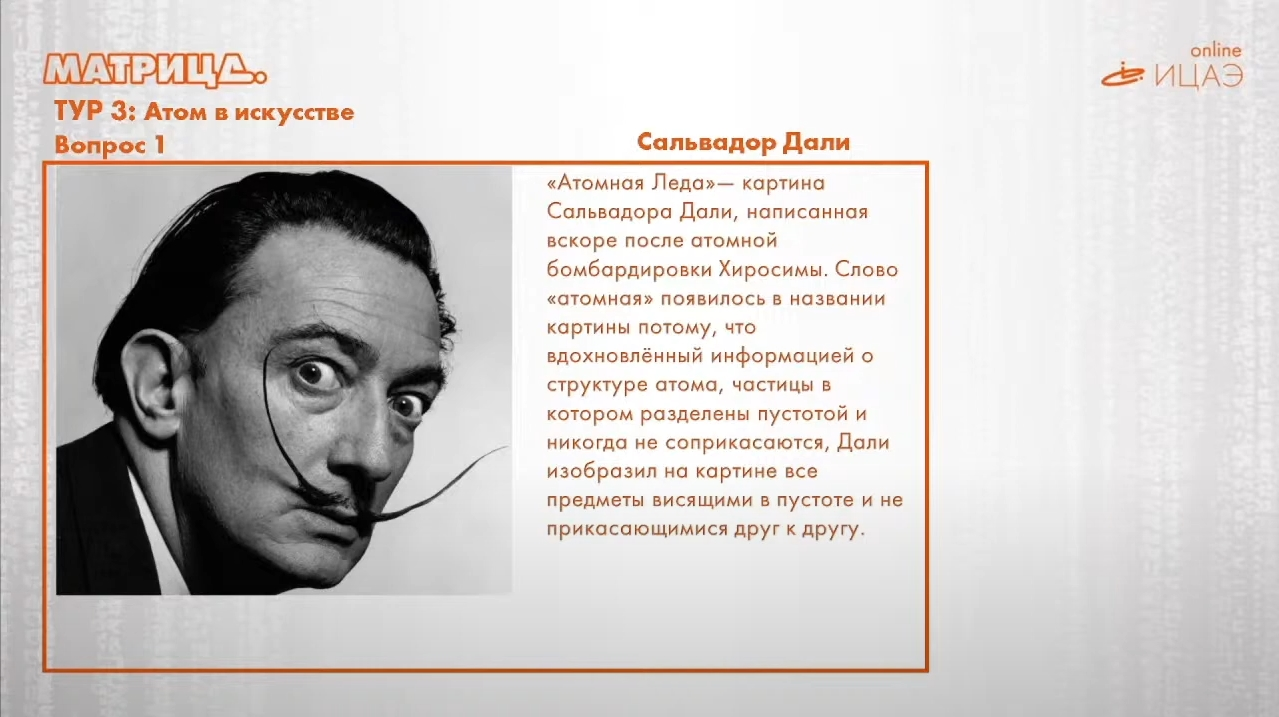 МАТРИЦА.
online
ИЦАЭ
ТУР 3: Атом в искусстве
Вопрос 1
Сальвадор Дали
«Атомная Леда»— картина
Сальвадора Дали, написанная
вскоре после атомной
бомбардировки Хиросимы. Слово
«атомная» появилось в названии
картины потому, что
вдохновлённый информацией о
структуре атома, частицы в
котором разделены пустотой и
никогда не соприкасаются, Дали
изобразил на картине все
предметы висящими в пустоте и не
прикасающимися друг к другу.